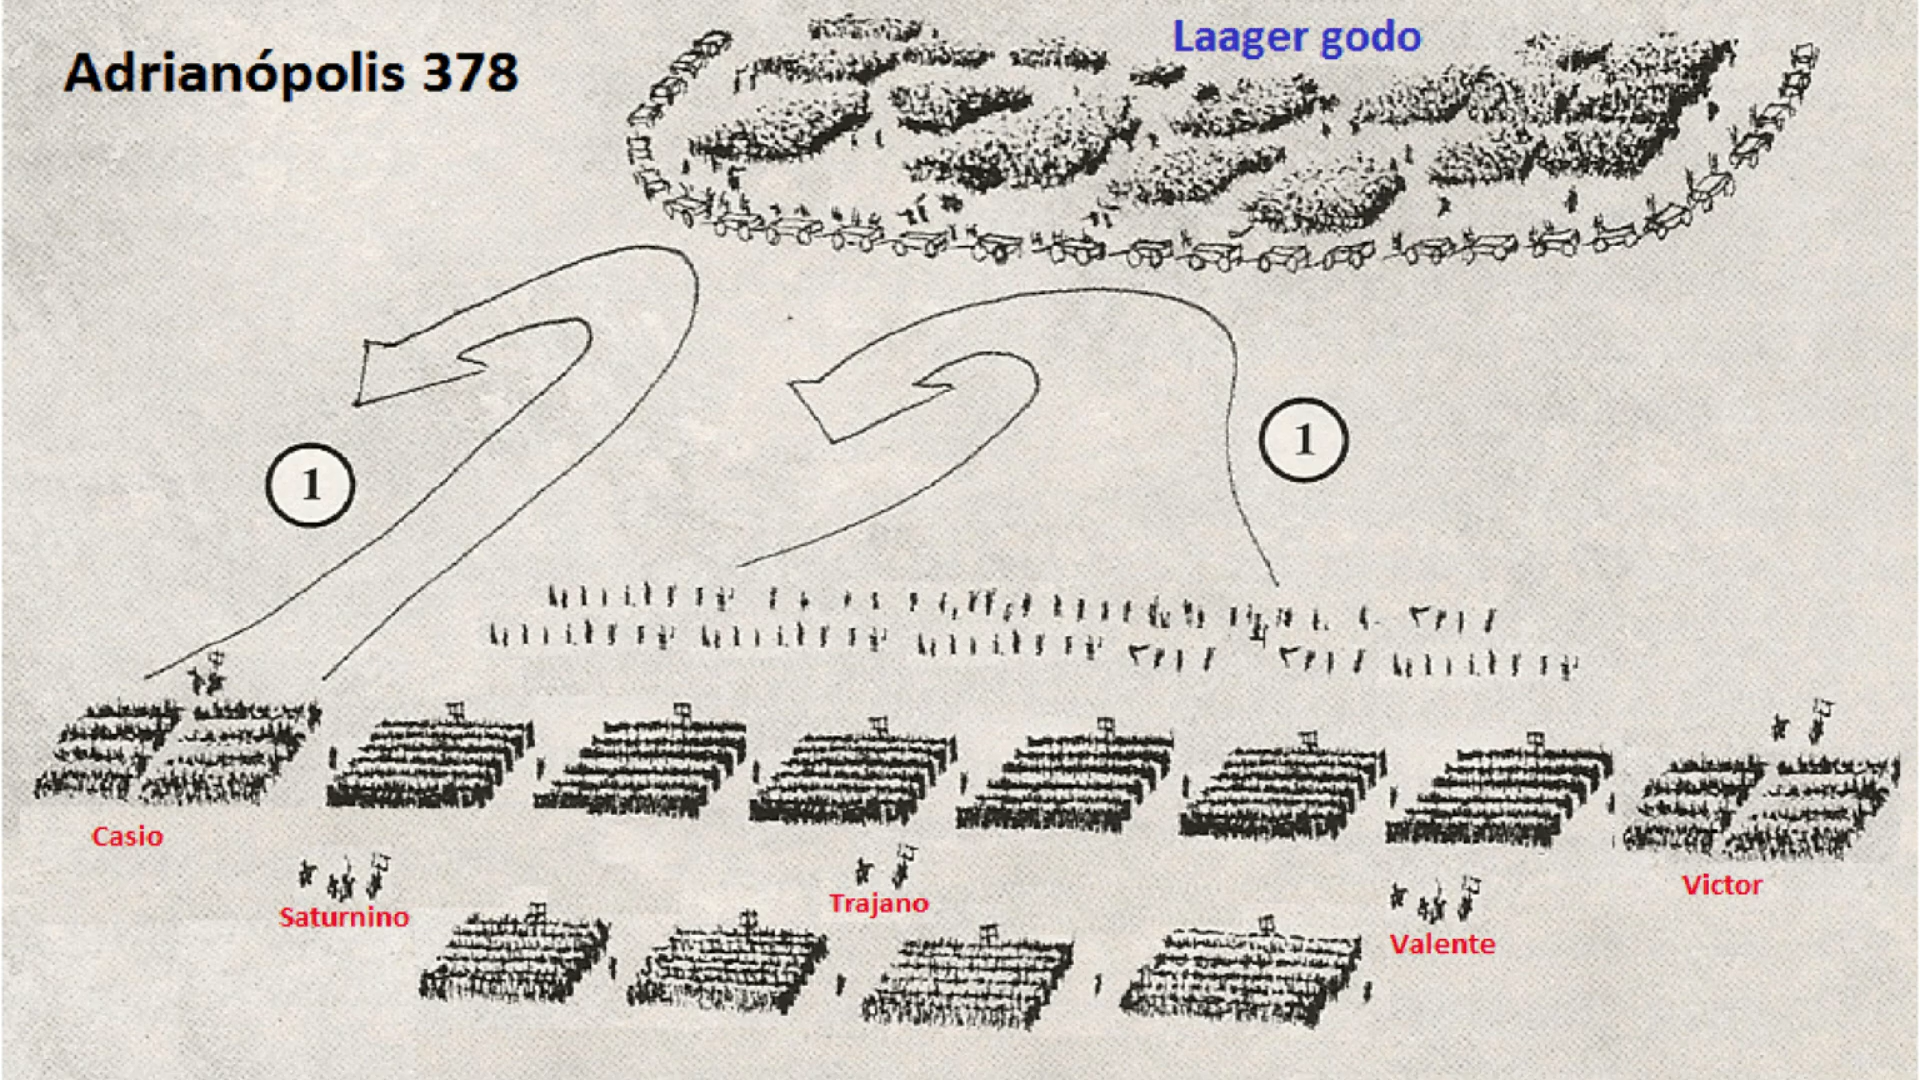 Laager godo
Adrianópolis 378
1
1
Casio
Victor
Saturnino
Trajano
Valente